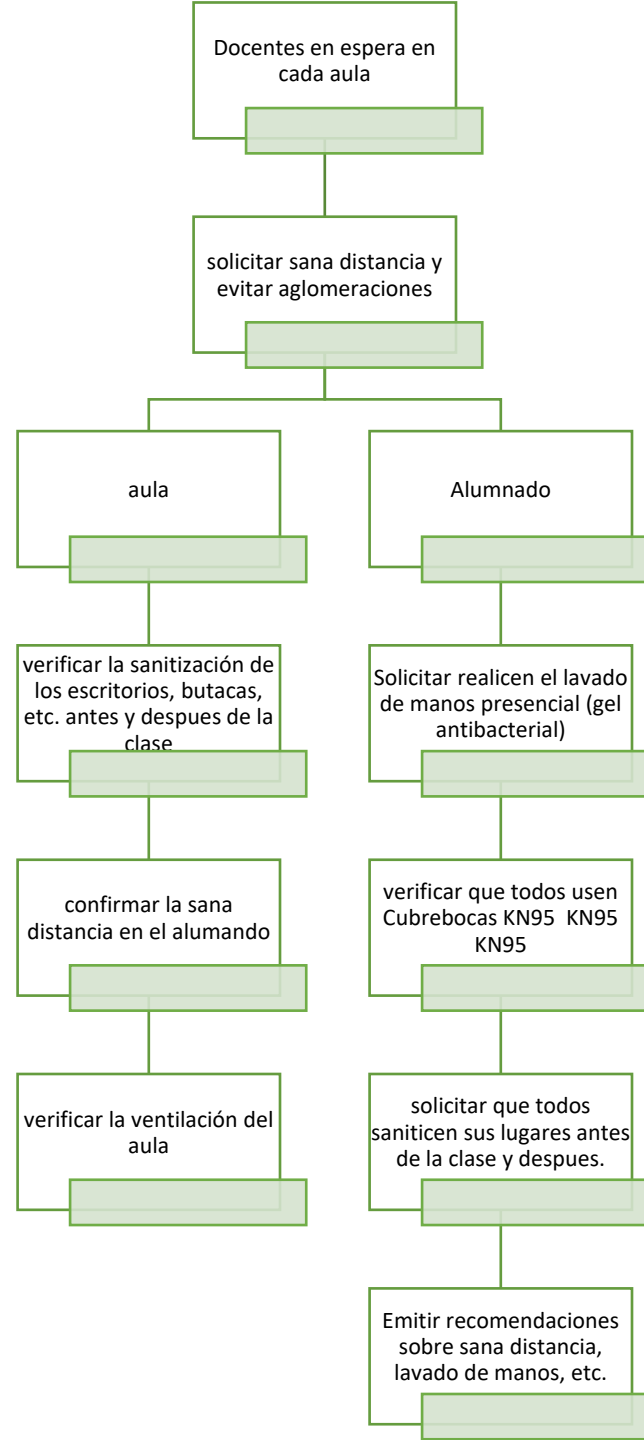 Docentes en espera en
cada aula
solicitar sana distancia y
evitar aglomeraciones
aula
verificar la sanitización de
los escritorios, butacas,
etc. antes y despues de la
clase
confirmar la sana
distancia en el alumando
verificar la ventilación del
aula
Alumnado
Solicitar realicen el lavado
de manos presencial (gel
antibacterial)
verificar que todos usen
Cubrebocas KN95  KN95
KN95
solicitar que todos
saniticen sus lugares antes
de la clase y despues.
Emitir recomendaciones
sobre sana distancia,
lavado de manos, etc.